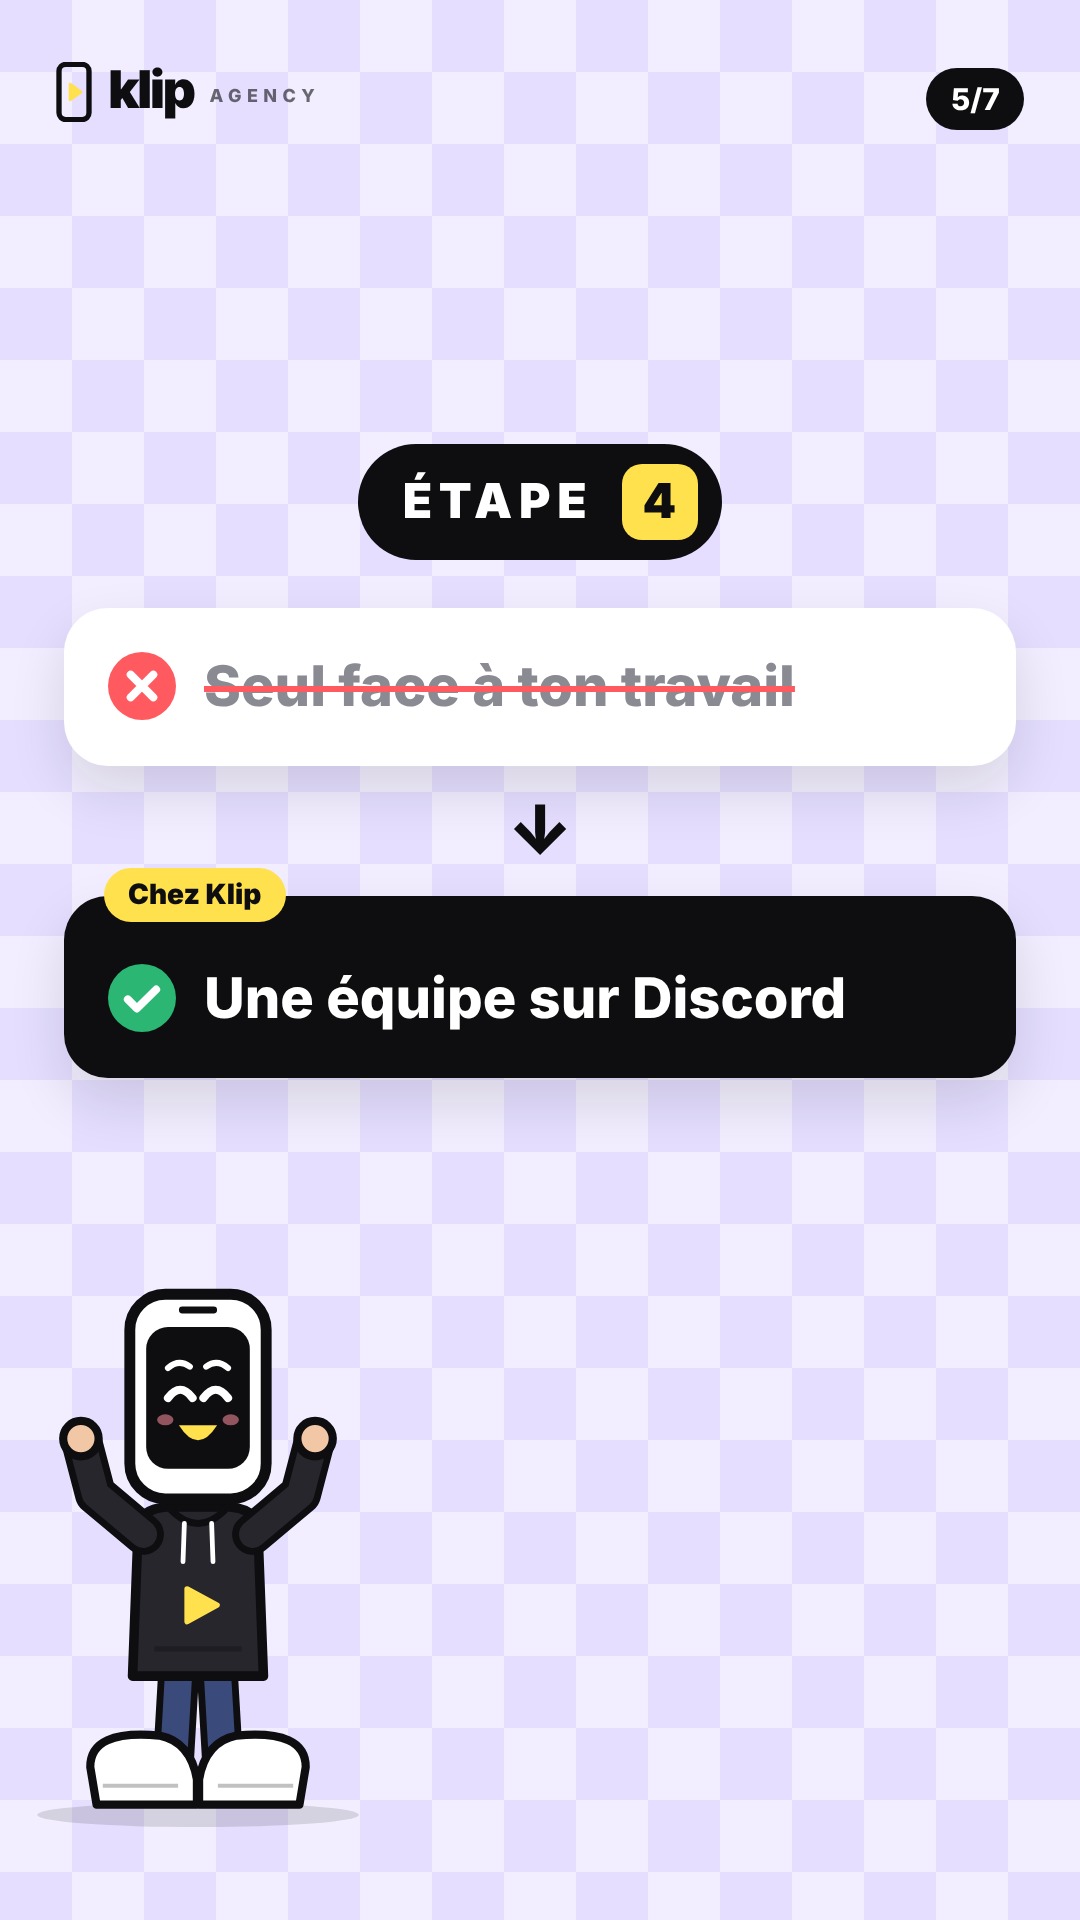 klip AGENCY
5/7
ÉTAPE 4
Seul face à ton travail
Chez Klip
Une équipe sur Discord